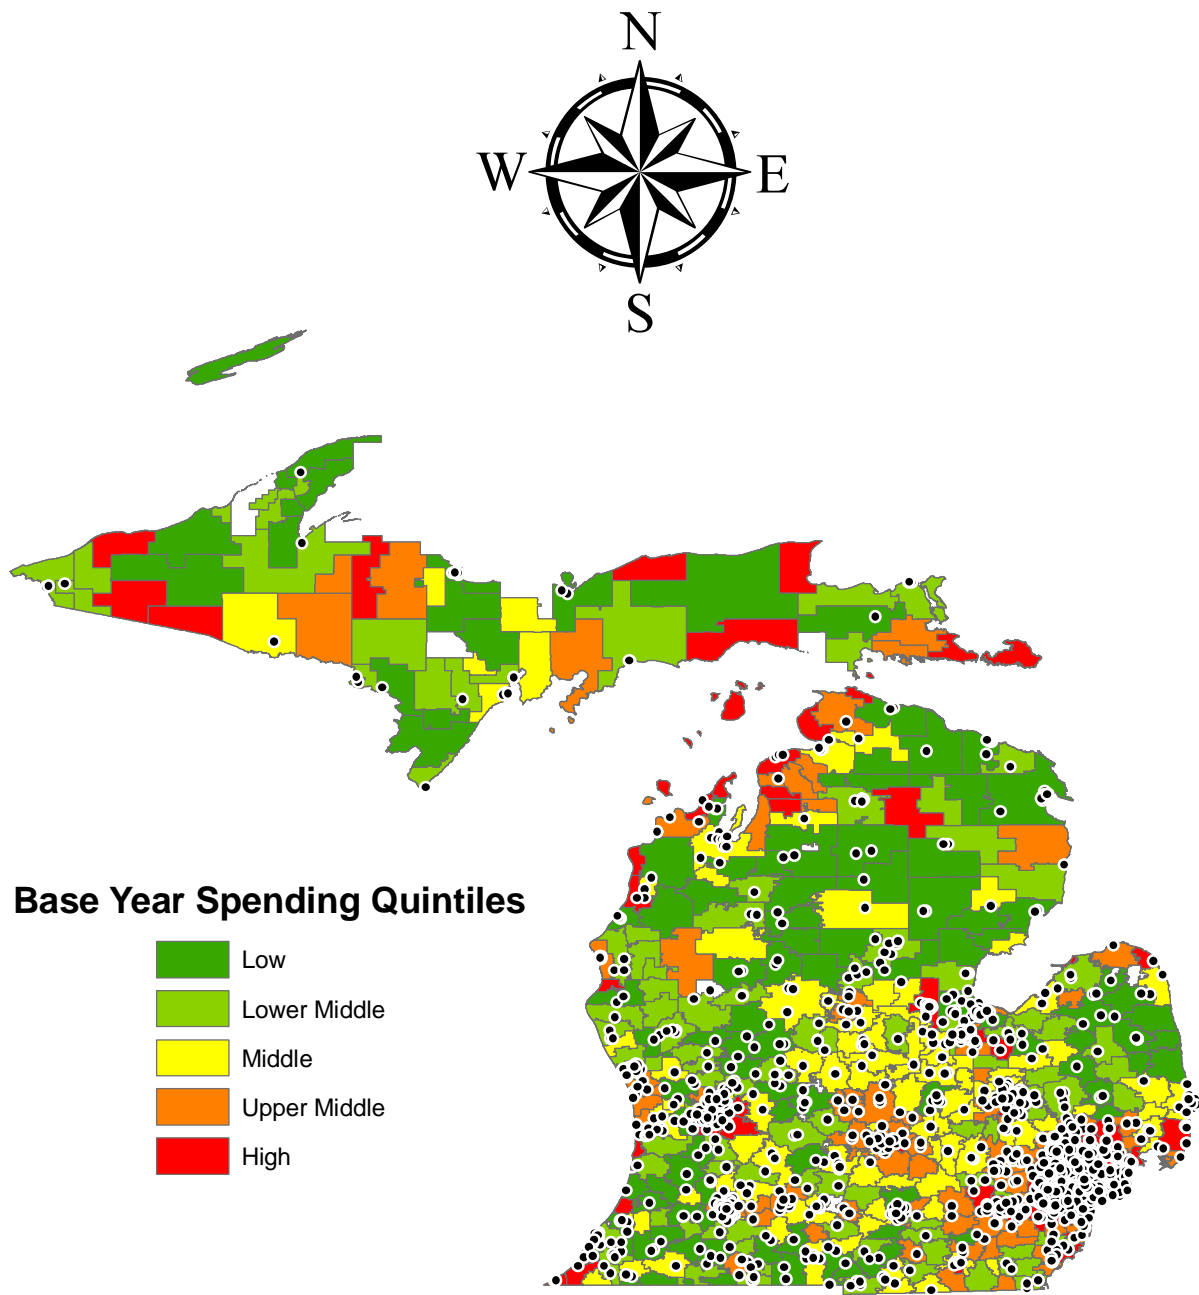 N
W E
S
Base Year Spending Quintiles
Low
Lower Middle
Middle
Upper Middle
High